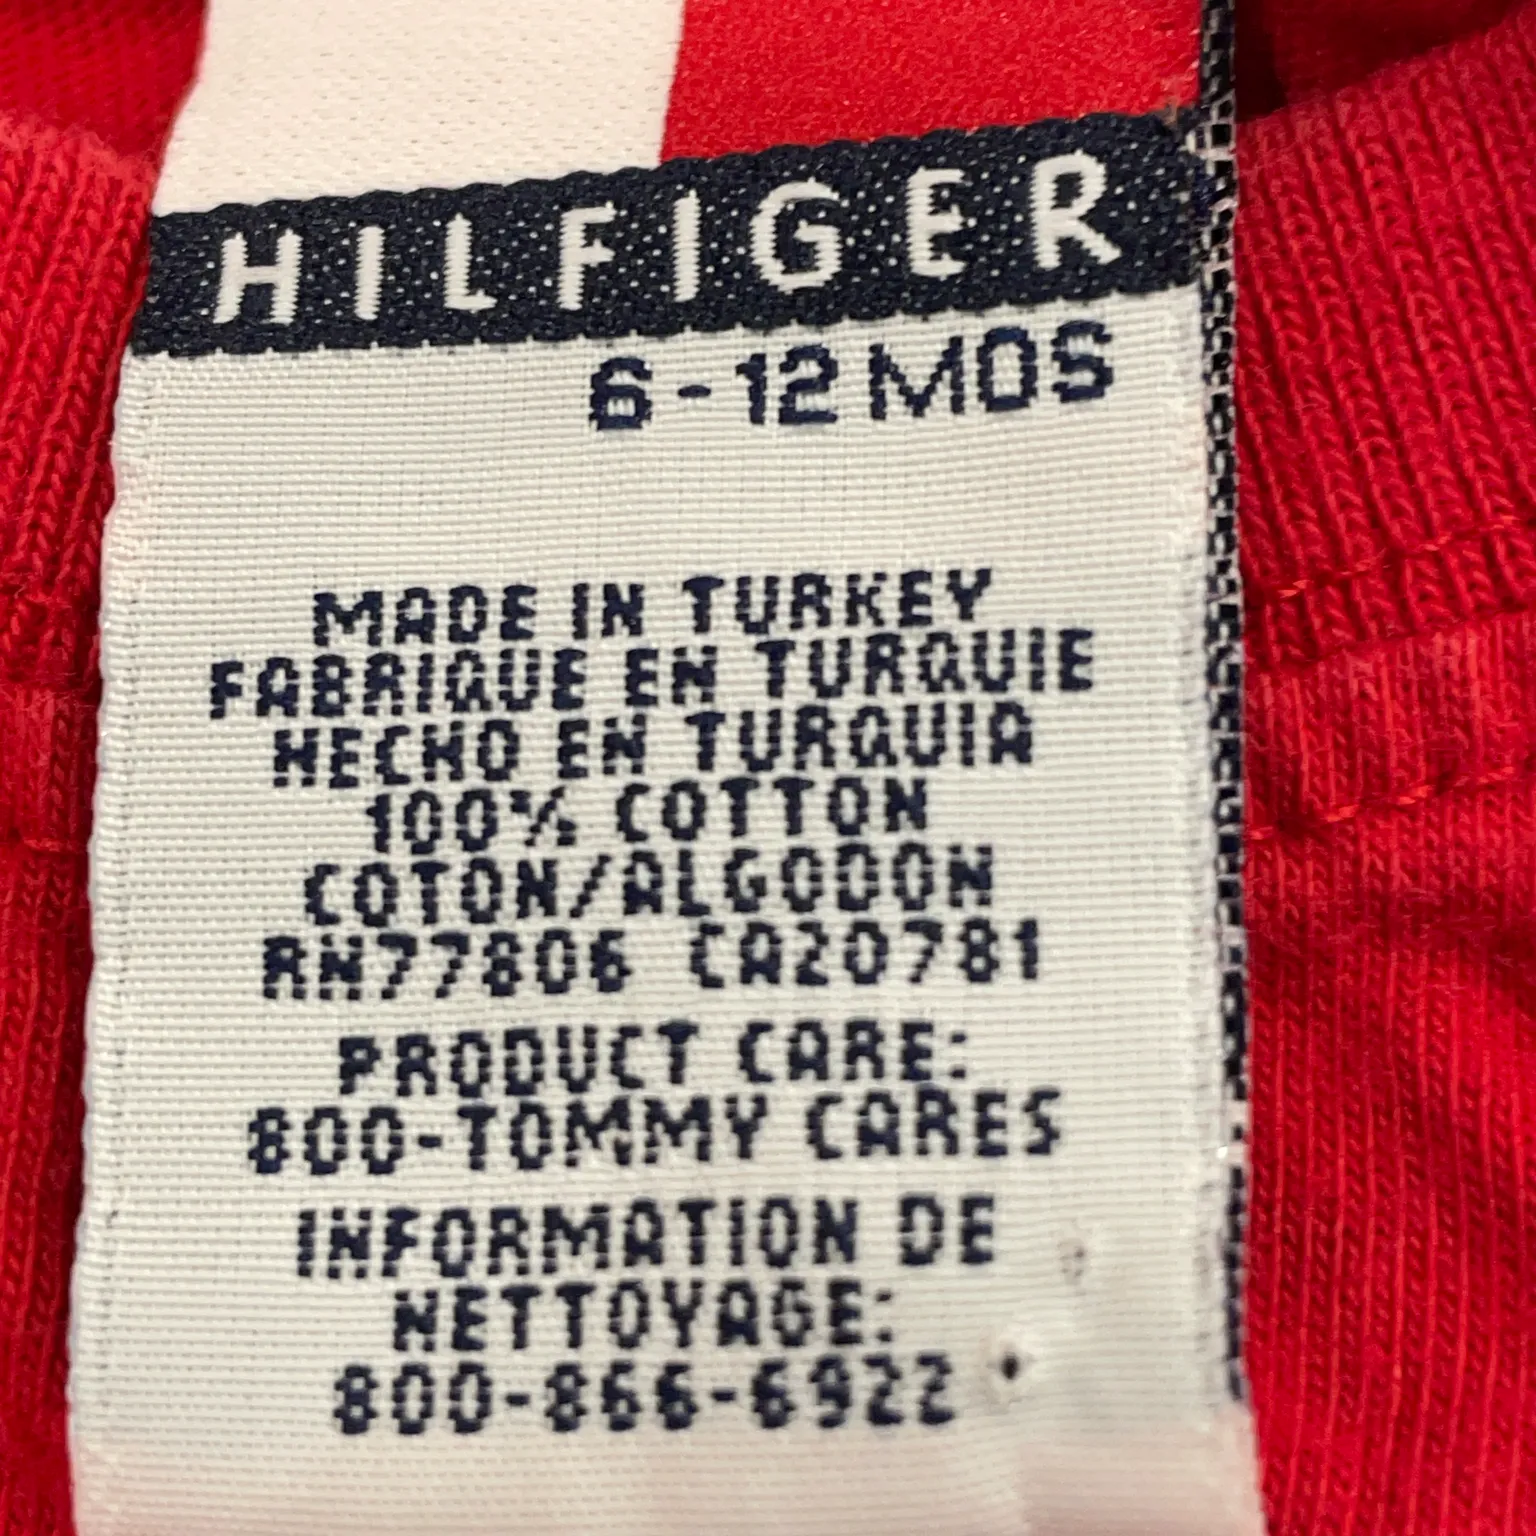 HILFIGER
6-12 MOS
MADE IN TURKEY
FABRIQUE EN TURQUIE
HECHO EN TURQUIA
100% COTTON
COTON/ALGODON
RN77806 CA20781
PRODUCT CARE:
800-TOMMY CARES
INFORMATION DE
NETTOYAGE:
800-866-6922